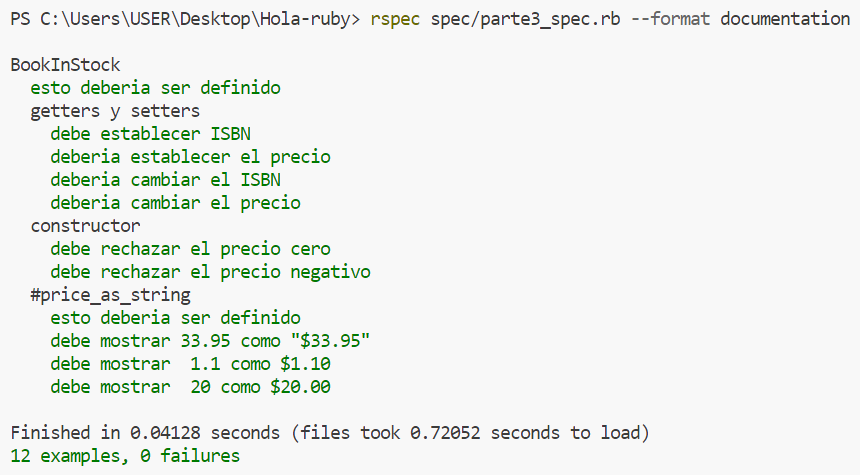 PS C:\Users\USER\Desktop\Hola-ruby> rspec spec/parte3_spec.rb --format documentation
BookInStock
esto deberia ser definido
getters y setters
debe establecer ISBN
deberia establecer el precio
deberia cambiar el ISBN
deberia cambiar el precio
constructor
debe rechazar el precio cero
debe rechazar el precio negativo
#price_as_string
esto deberia ser definido
debe mostrar 33.95 como "$33.95"
debe mostrar  1.1 como $1.10
debe mostrar  20 como $20.00
Finished in 0.04128 seconds (files took 0.72052 seconds to load)
12 examples, 0 failures